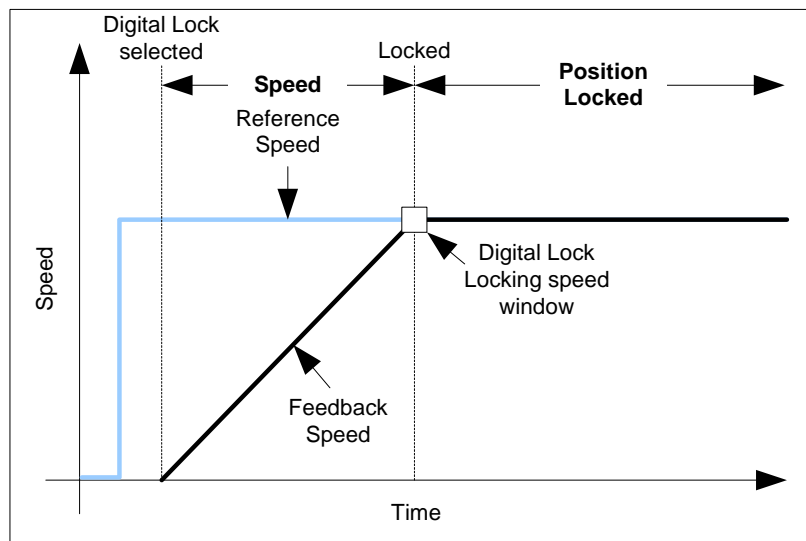 Digital Lock
selected
Locked
Speed
Position
Locked
Reference
Speed
Digital Lock
Locking speed
window
Speed
Feedback
Speed
Time